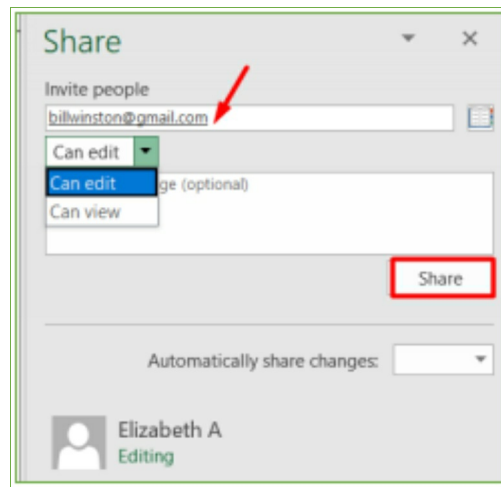 Share
Invite people
billwinston@gmail.com
Can edit
Can edit
ge (optional)
Can view
Share
Automatically share changes:
Elizabeth A
Editing